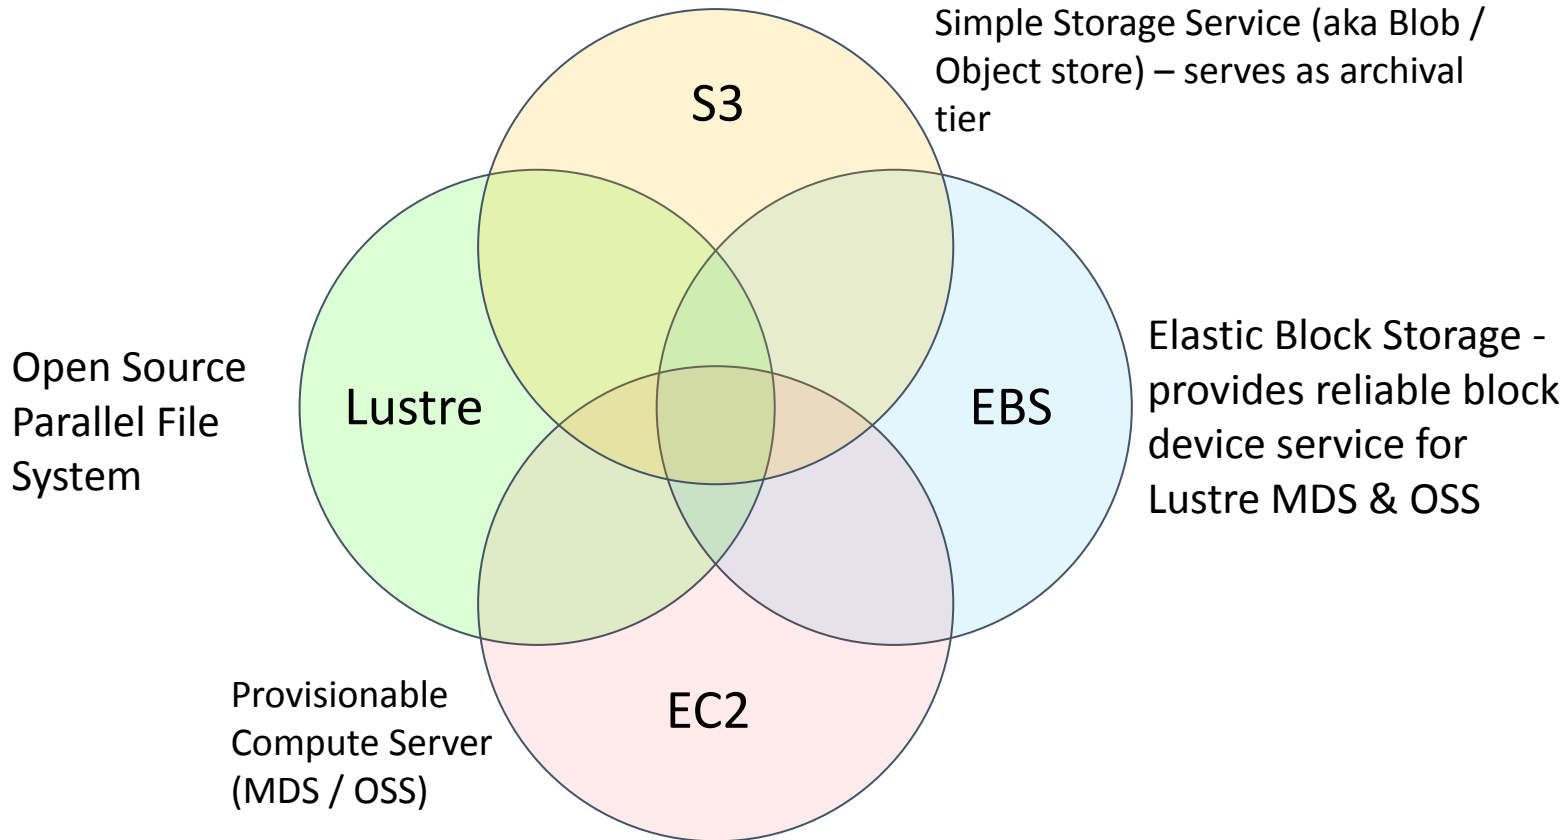 Simple Storage Service (aka Blob /
Object store) – serves as archival
tier
S3
Open Source
Parallel File
System
Lustre
EBS
Elastic Block Storage -
provides reliable block
device service for
Lustre MDS & OSS
Provisionable
Compute Server
(MDS / OSS)
EC2